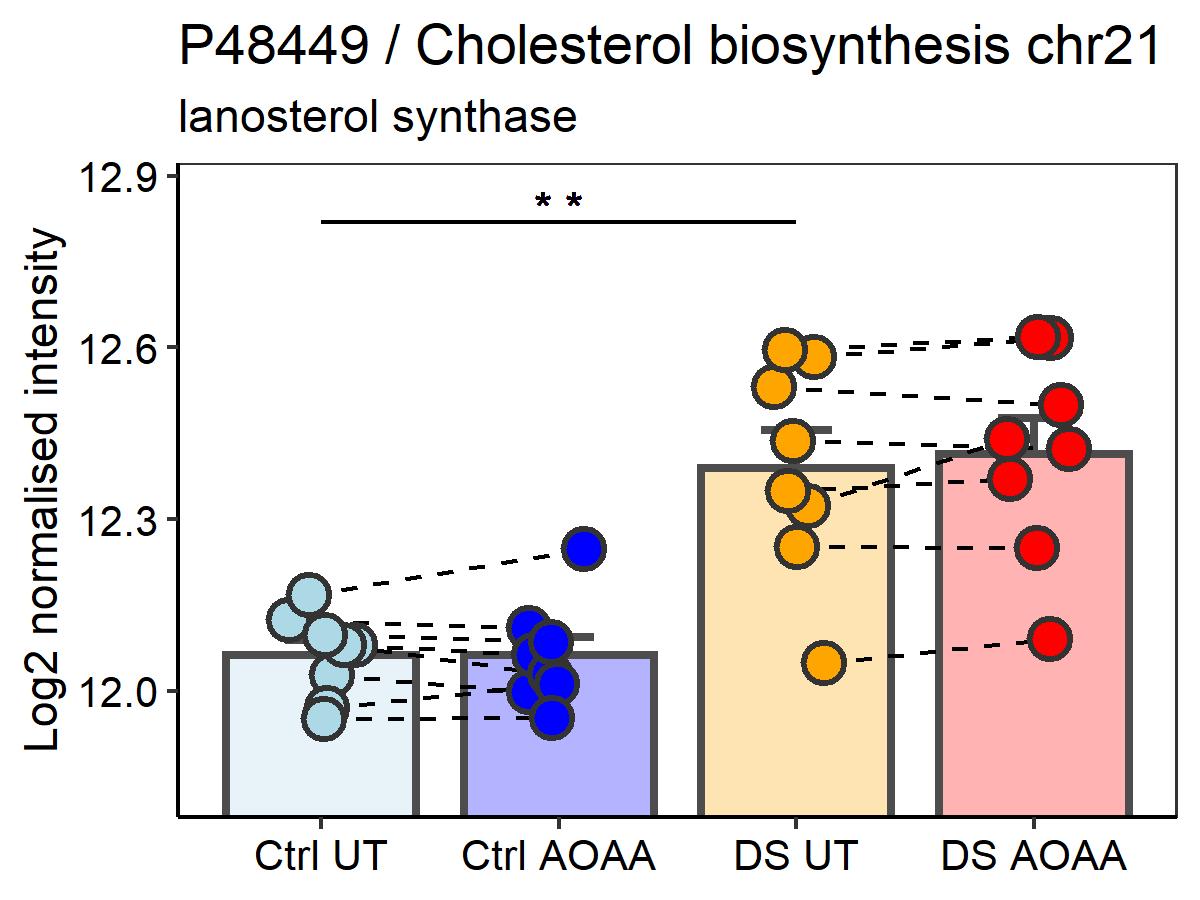 P48449 / Cholesterol biosynthesis chr21
lanosterol synthase
Log2 normalised intensity
12.9
12.6
12.3
12.0
* *
Ctrl UT
Ctrl AOAA
DS UT
DS AOAA